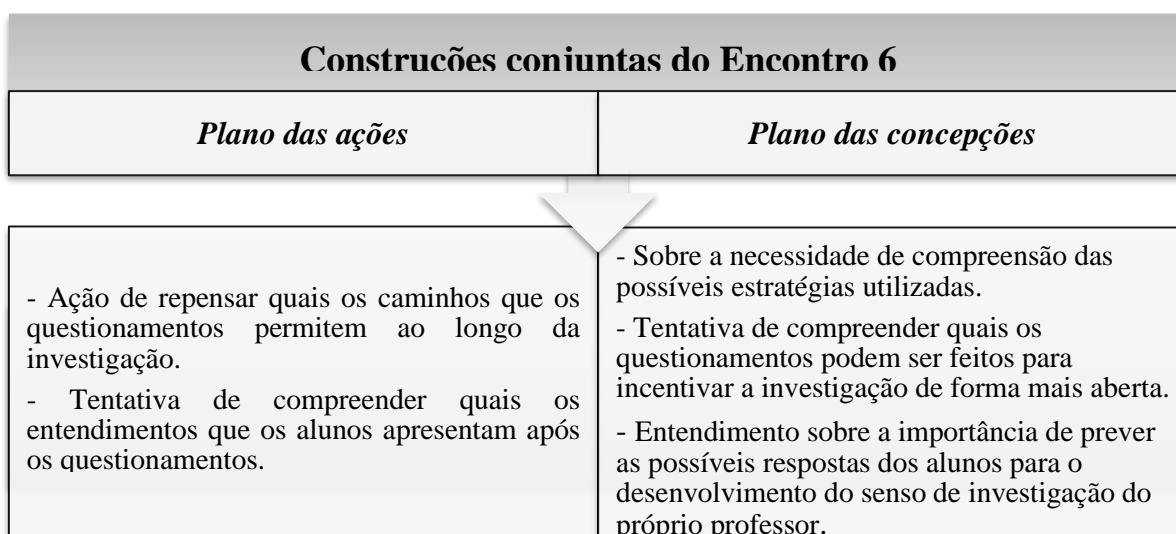 Construções conjuntas do Encontro 6
Plano das ações
Plano das concepções
- Ação de repensar quais os caminhos que os
questionamentos permitem ao longo da
investigação.
- Tentativa de compreender quais os
entendimentos que os alunos apresentam após
os questionamentos.
- Sobre a necessidade de compreensão das
possíveis estratégias utilizadas.
- Tentativa de compreender quais os
questionamentos podem ser feitos para
incentivar a investigação de forma mais aberta.
- Entendimento sobre a importância de prever
as possíveis respostas dos alunos para o
desenvolvimento do senso de investigação do
próprio professor.